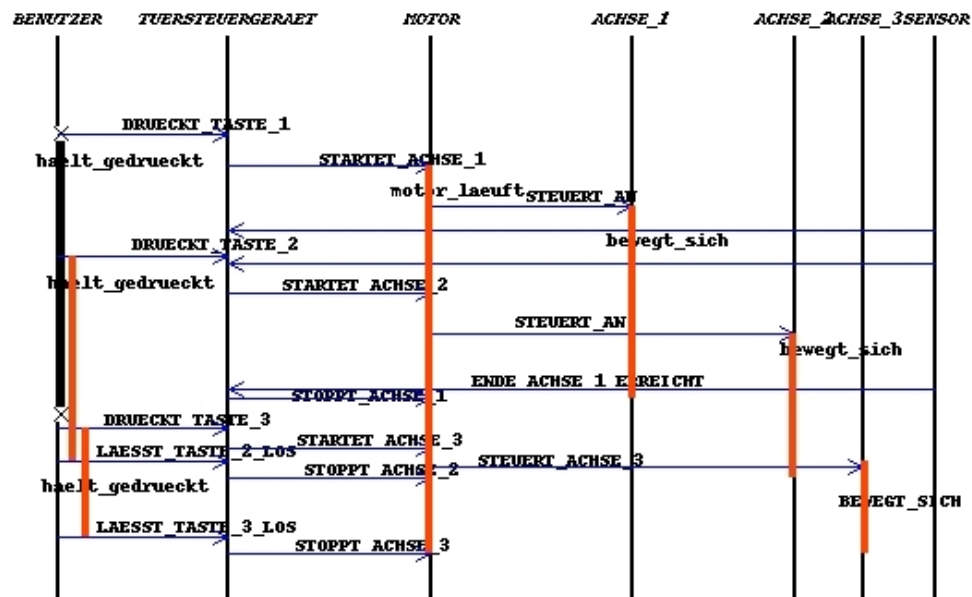 BENUTZER TUERSTEUERGERAET MOTOR ACHSE_1 ACHSE_2 ACHSE_3 SENSOR
DRUECKT_TASTE_1
haelt_gedrueckt
STARTET_ACHSE_1
motor_laeuft
STEUERT_AN
bewegt_sich
DRUECKT_TASTE_2
haelt_gedrueckt
STARTET_ACHSE_2
STEUERT_AN
bewegt_sich
ENDE_ACHSE_1_ERREICHT
STOPPT_ACHSE_1
DRUECKT_TASTE_3
STARTET_ACHSE_3
LAESST_TASTE_2_LOS
STEUERT_ACHSE_3
STOPPT_ACHSE_2
haelt_gedrueckt
BEWEGT_SICH
LAESST_TASTE_3_LOS
STOPPT_ACHSE_3